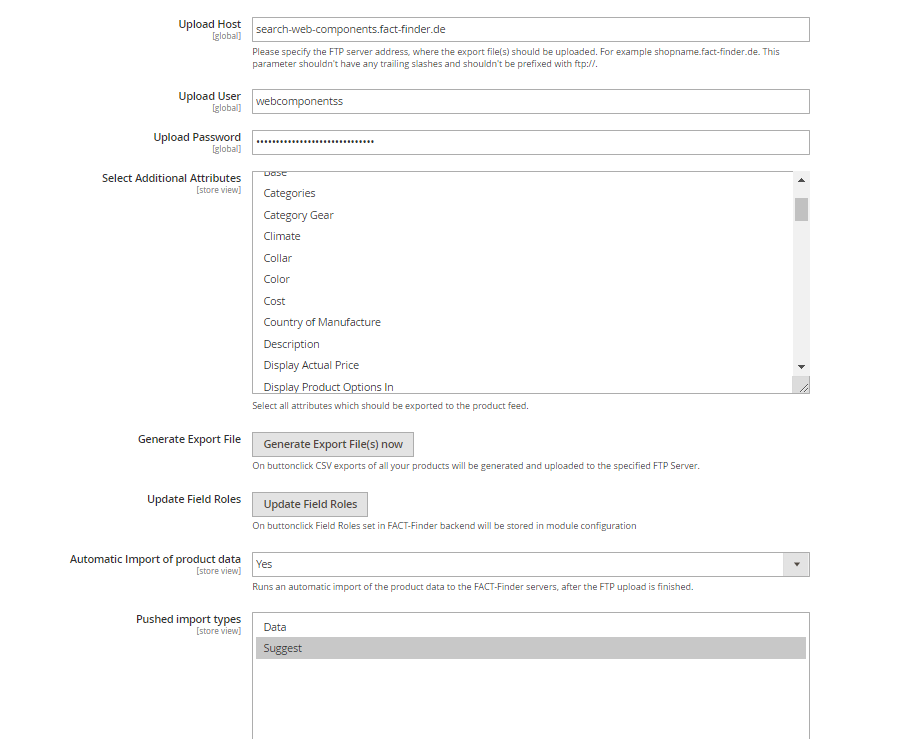 Upload Host
[global]
search-web-components.fact-finder.de
Please specify the FTP server address, where the export file(s) should be uploaded. For example shopname.fact-finder.de. This
parameter shouldn't have any trailing slashes and shouldn't be prefixed with ftp://.
Upload User
[global]
webcomponentss
Upload Password
[global]
••••••••••••••••••••••••••••••
Select Additional Attributes
[store view]
Base
Categories
Category Gear
Climate
Collar
Color
Cost
Country of Manufacture
Description
Display Actual Price
Display Product Options In
Select all attributes which should be exported to the product feed.
Generate Export File
Generate Export File(s) now
On buttonclick CSV exports of all your products will be generated and uploaded to the specified FTP Server.
Update Field Roles
Update Field Roles
On buttonclick Field Roles set in FACT-Finder backend will be stored in module configuration
Automatic Import of product data
[store view]
Yes
Runs an automatic import of the product data to the FACT-Finder servers, after the FTP upload is finished.
Pushed import types
[store view]
Data
Suggest